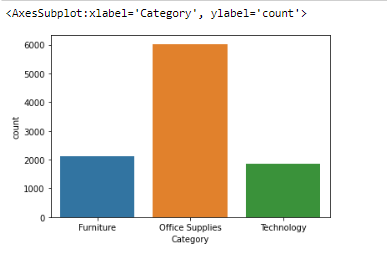 <AxesSubplot:xlabel='Category', ylabel='count'>
6000
5000
4000
3000
2000
1000
0
count
Furniture Office Supplies Technology
Category